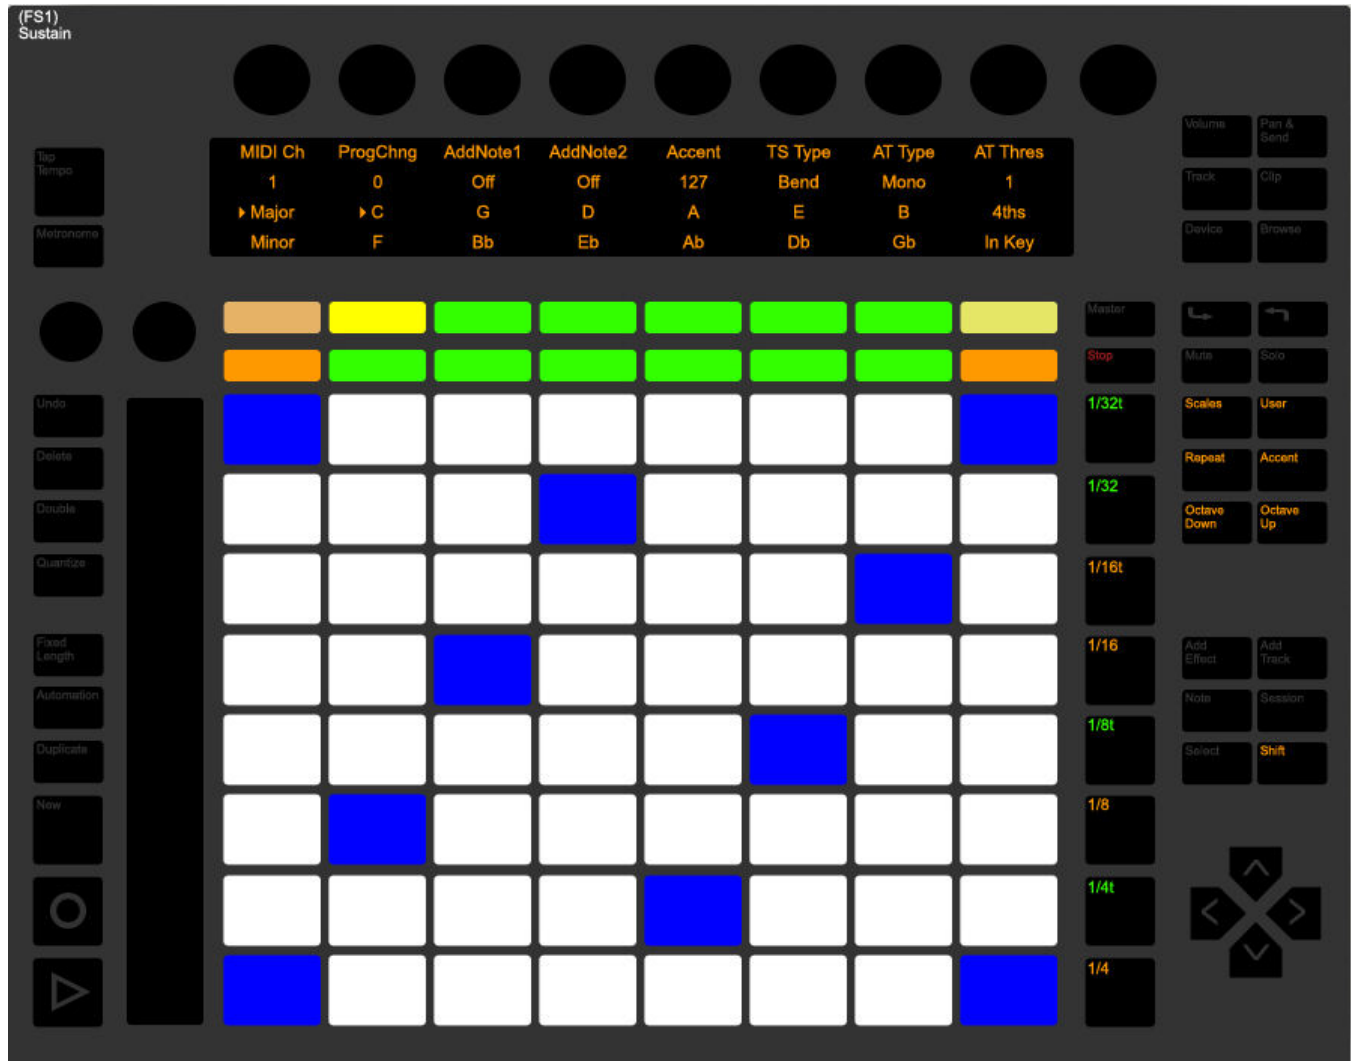 (FS1)
Sustain
Tap
Tempo
Metronome
MIDI Ch ProgChng AddNote1 AddNote2 Accent TS Type AT Type AT Thres
1 0 Off Off 127 Bend Mono 1
Major C G D A E B 4ths
Minor F Bb Eb Ab Db Gb In Key
Volume Pan &
Send
Track Clip
Device Browse
Master
Stop Mute Solo
Undo
Delete
Double
Quantize
Fixed
Length
Automation
Duplicate
New
1/32t
1/32
1/16t
1/16
1/8t
1/8
1/4t
1/4
Scales User
Repeat Accent
Octave
Down
Octave
Up
Add
Effect
Add
Track
Note Session
Select Shift